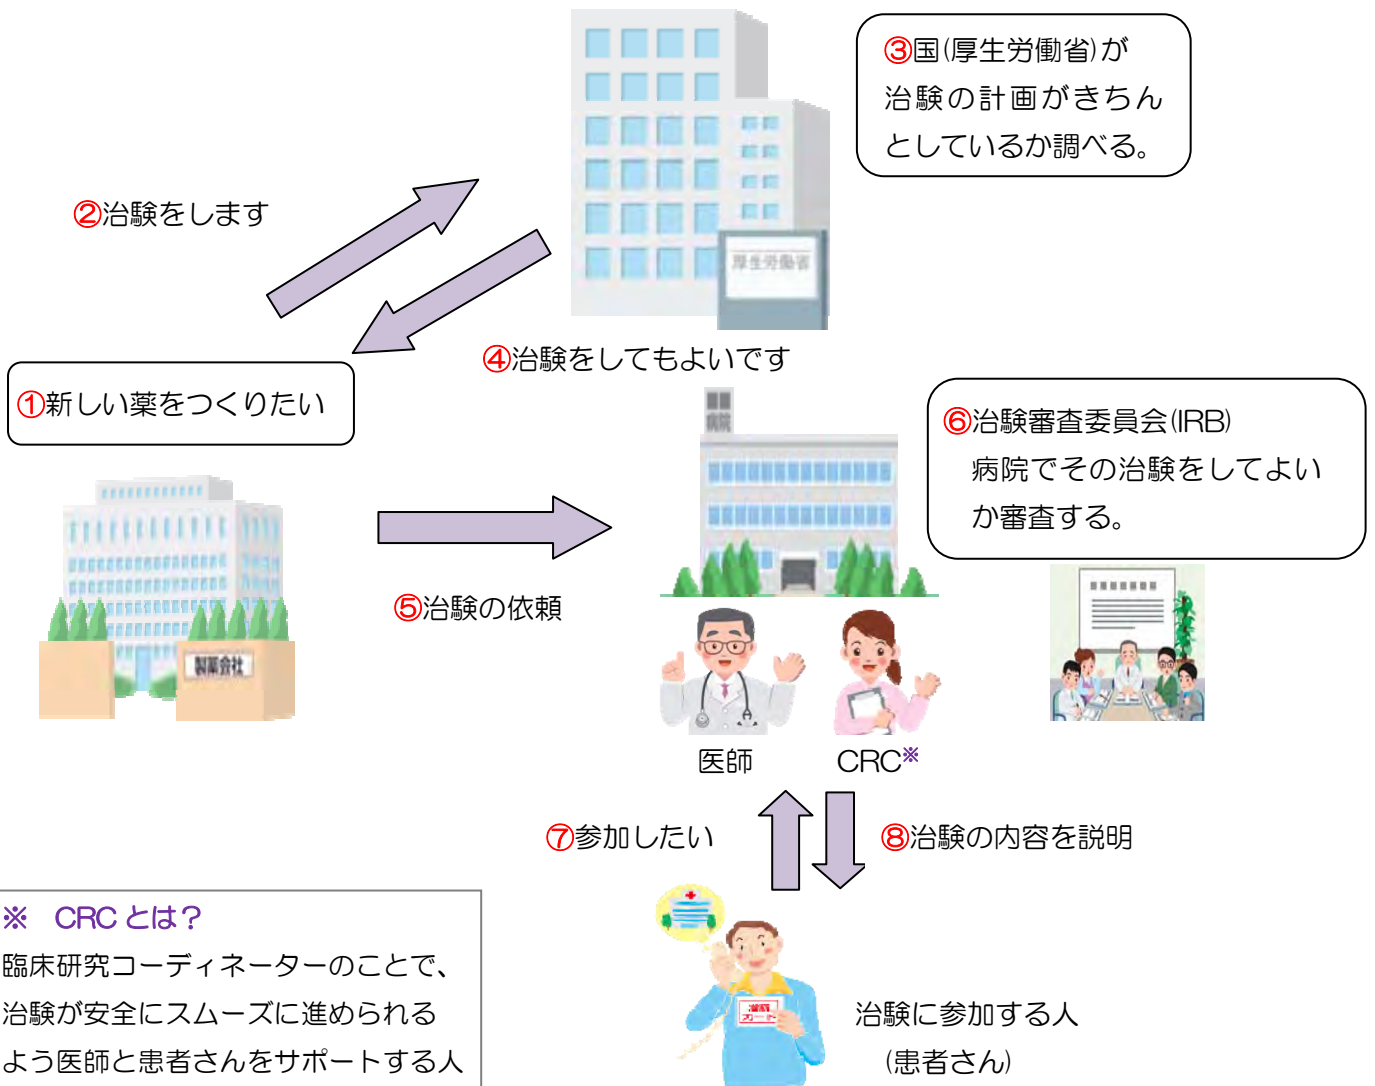 ③国(厚生労働省)が
治験の計画がきちん
としているか調べる。
②治験をします
厚生労働省
④治験をしてもよいです
①新しい薬をつくりたい
病院
⑥治験審査委員会(IRB)
病院でその治験をしてよい
か審査する。
⑤治験の依頼
製薬会社
医師
CRC※
⑦参加したい
⑧治験の内容を説明
※ CRCとは?
臨床研究コーディネーターのことで、
治験が安全にスムーズに進められる
よう医師と患者さんをサポートする人
治験
カード
治験に参加する人
(患者さん)